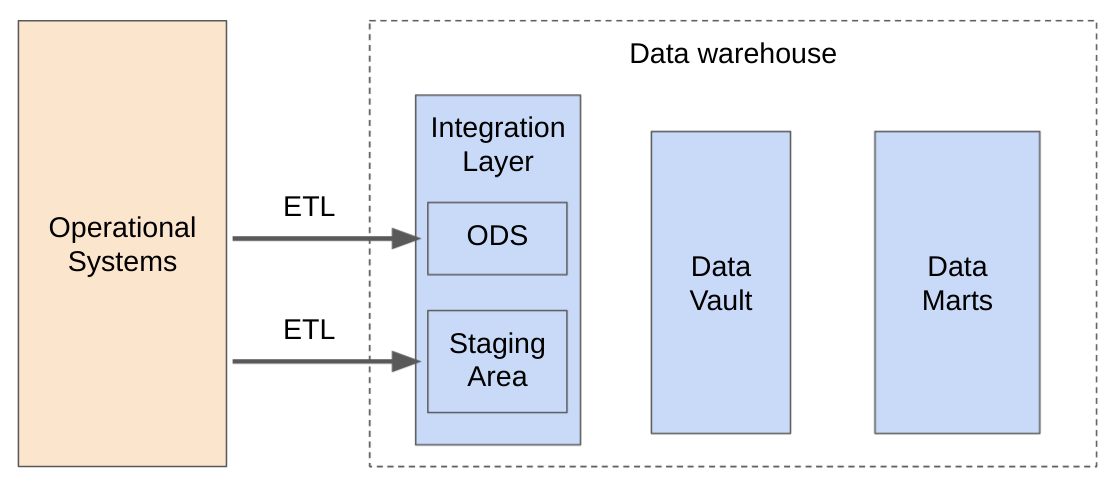 Data warehouse
Operational
Systems
ETL
ETL
Integration
Layer
ODS
Staging
Area
Data
Vault
Data
Marts